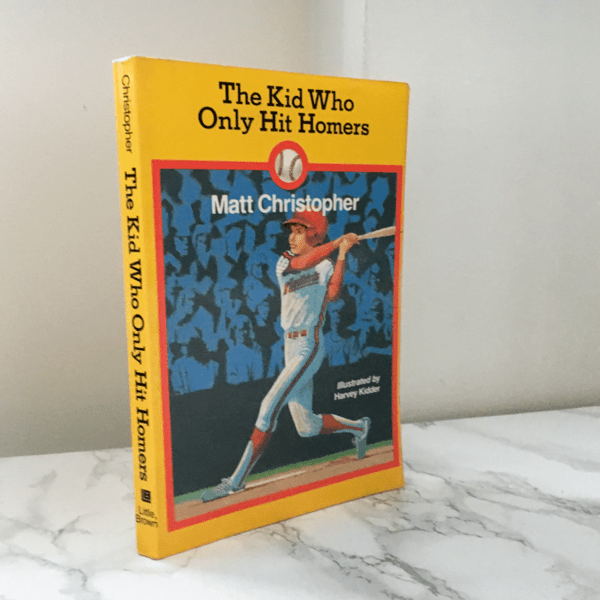 Christopher
The Kid Who Only Hit Homers
Little,
Brown
The Kid Who
Only Hit Homers
Matt Christopher
Illustrated by
Harvey Kidder